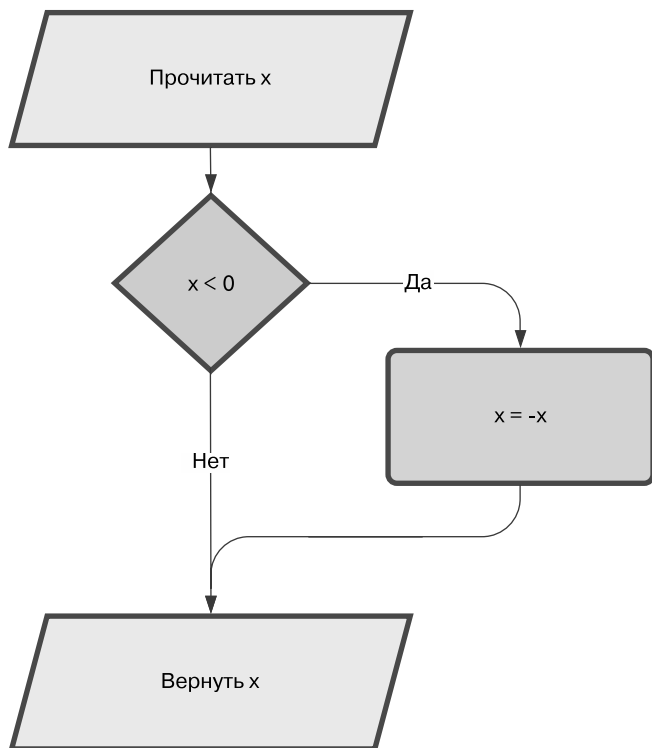 Прочитать x
x < 0
Да
x = -x
Нет
Вернуть x